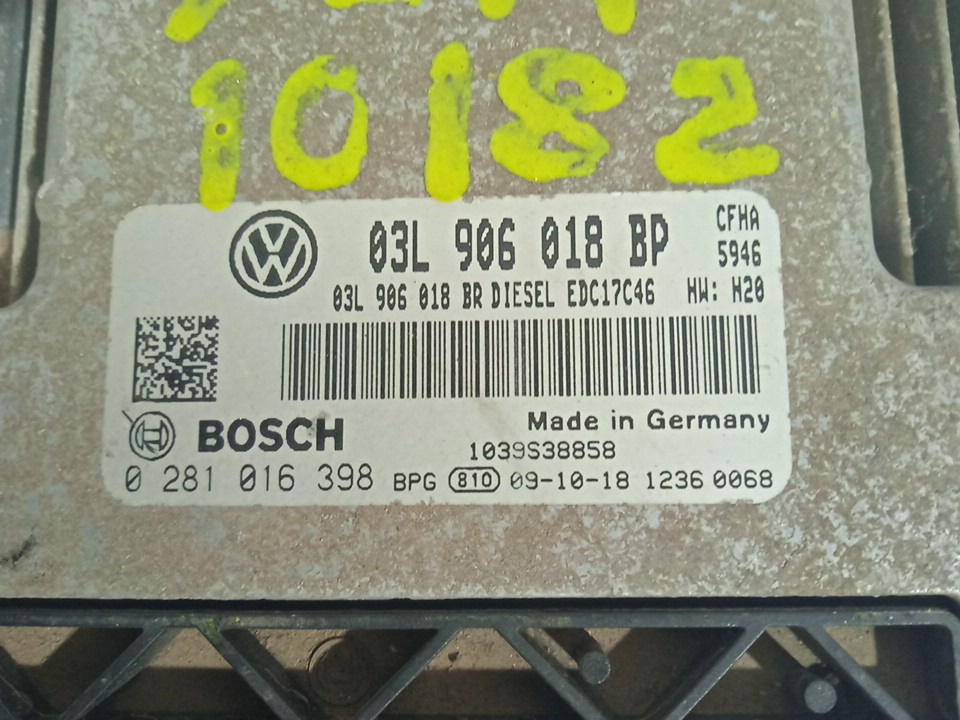 10182
03L 906 018 BP CFHA
5946
03L 906 018 BR DIESEL EDC17C46 HW: H20
Made in Germany
BOSCH
1039S38858
0 281 016 398 BPG 810 09-10-18 1236 0068